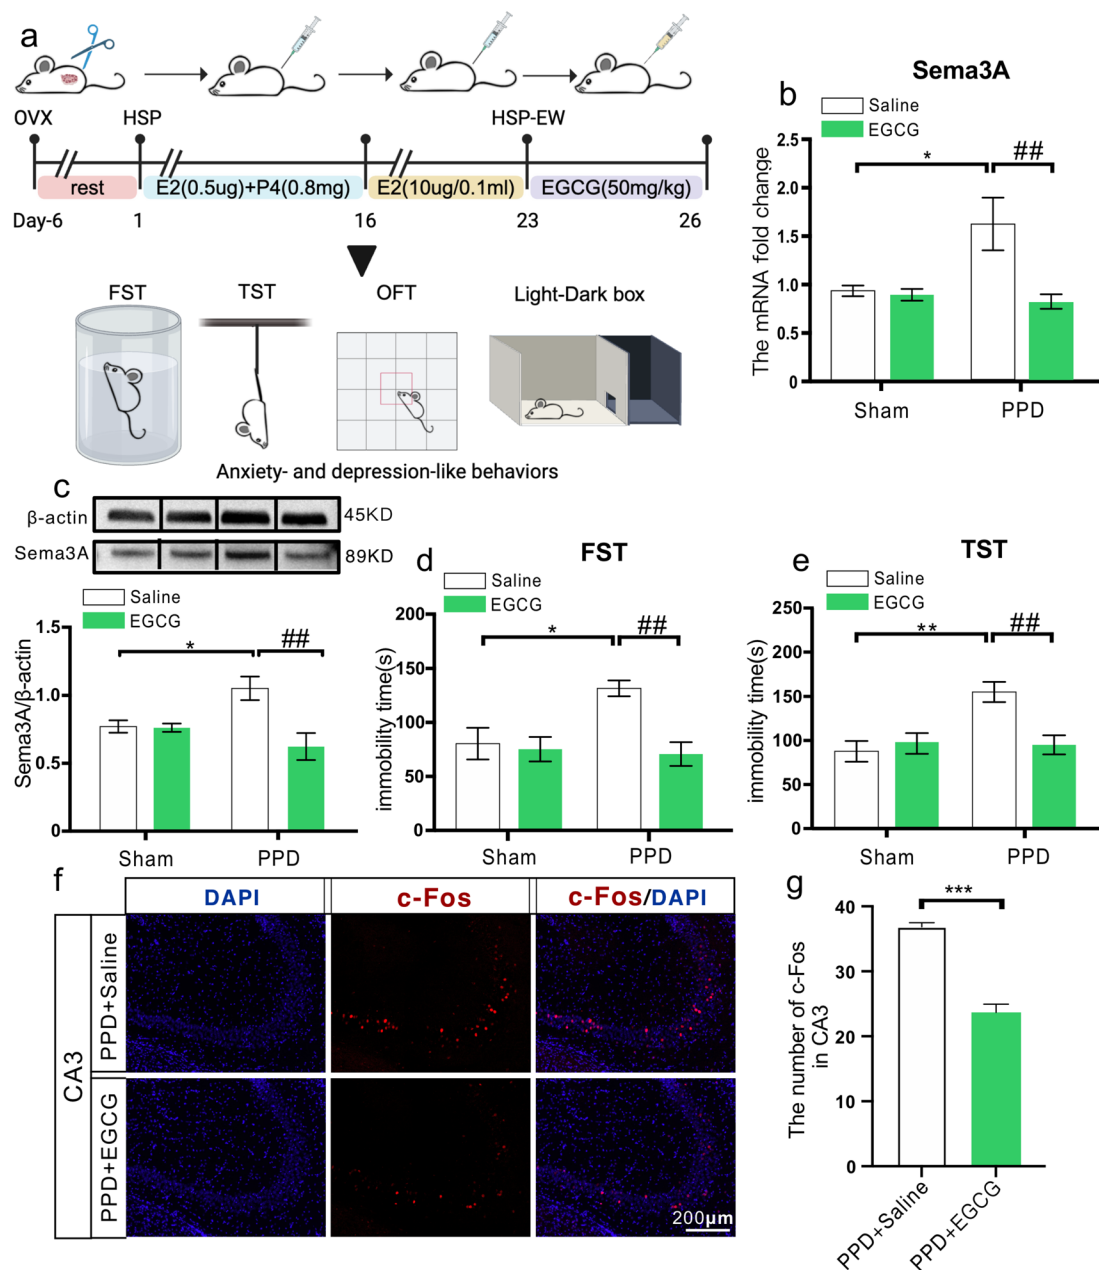 a
OVX HSP HSP-EW
rest E2(0.5ug)+P4(0.8mg) E2(10ug/0.1ml) EGCG(50mg/kg)
Day-6 1 16 23 26
FST TST OFT Light-Dark box
Anxiety- and depression-like behaviors
b
Sema3A
Saline
EGCG
The mRNA fold change
2.5
2.0
1.5
1.0
0.5
0
* ##
Sham PPD
c
β-actin 45KD
Sema3A 89KD
Saline
EGCG
Sema3A/β-actin
1.5
1.0
0.5
0
* ##
Sham PPD
d
FST
Saline
EGCG
immobility time(s)
200
150
100
50
0
* ##
Sham PPD
e
TST
Saline
EGCG
immobility time(s)
250
200
150
100
50
0
** ##
Sham PPD
f
DAPI c-Fos c-Fos/DAPI
CA3
PPD+Saline
PPD+EGCG
200μm
g
The number of c-Fos
in CA3
40
30
20
10
0
***
PPD+Saline
PPD+EGCG